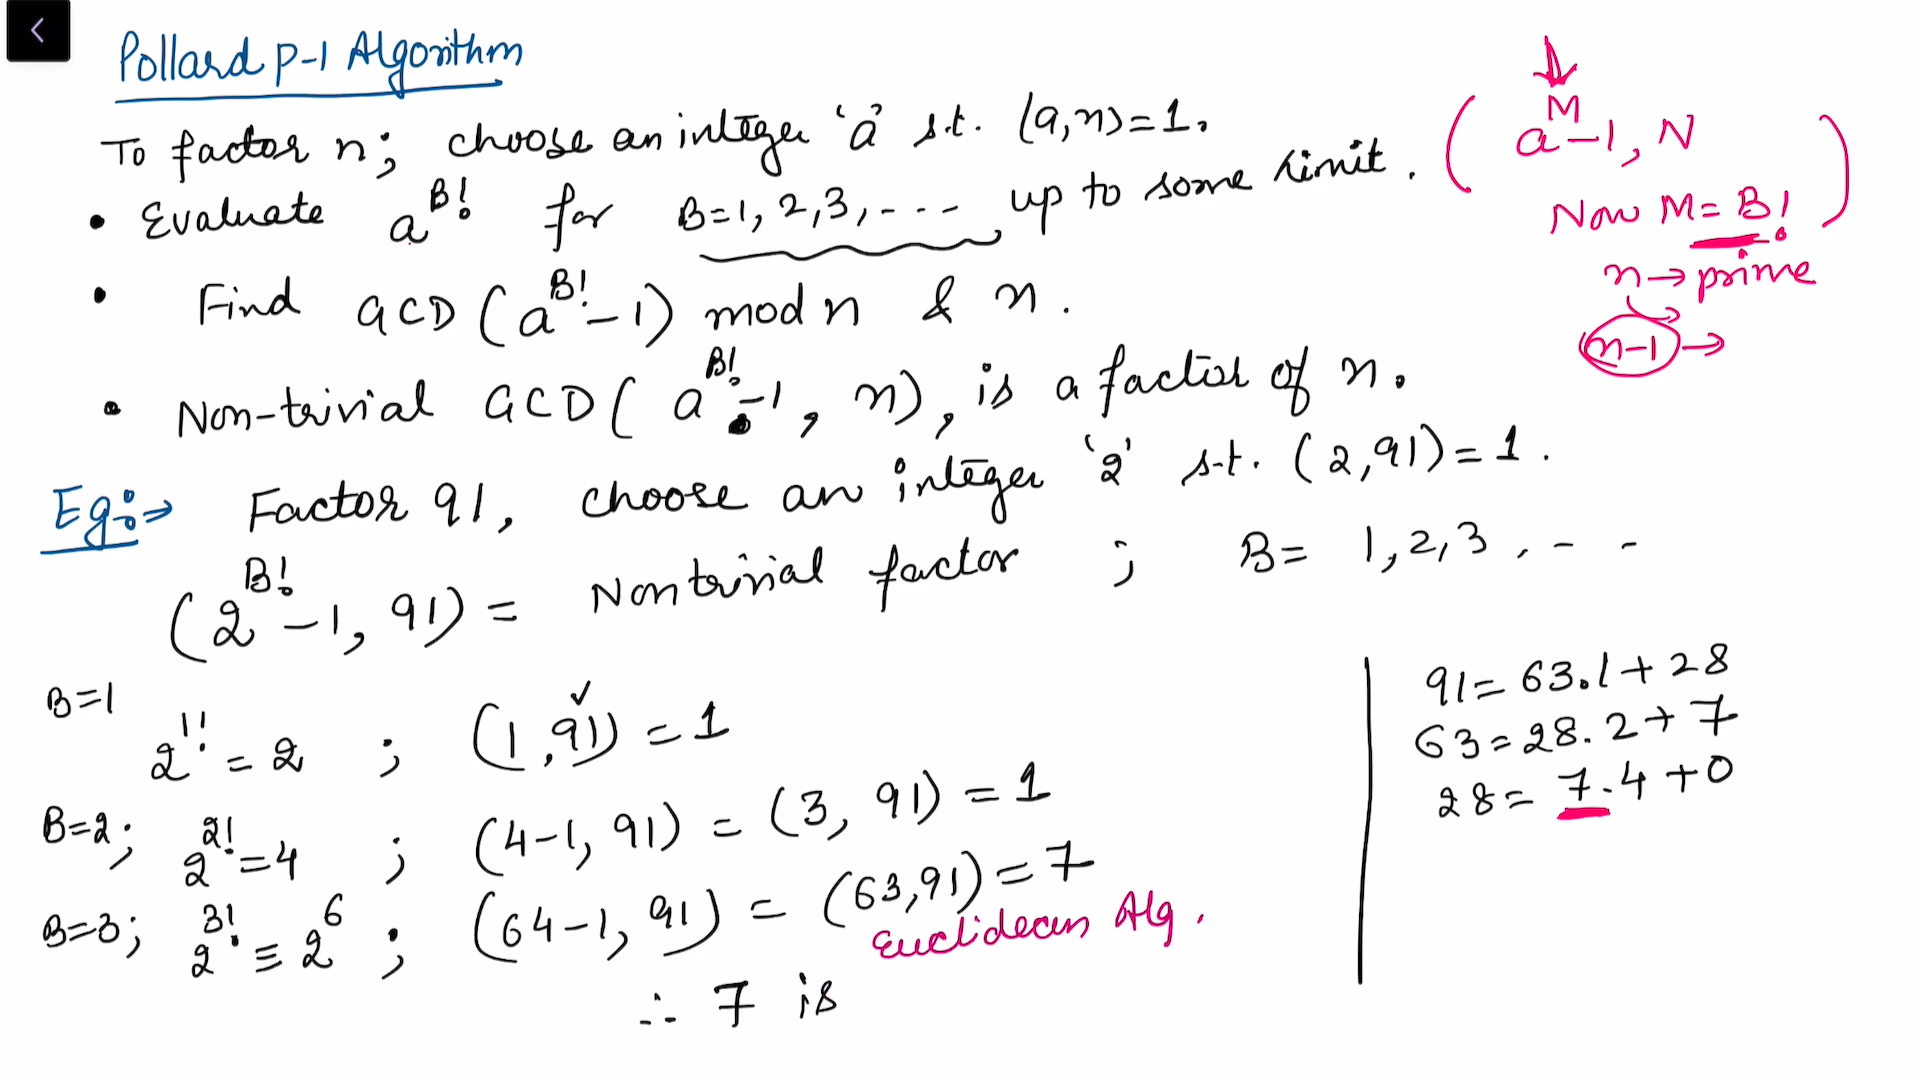 Pollard p-1 Algorithm
To factor n; choose an integer 'a' s.t. (a,n)=1.
• Evaluate a^B! for B=1, 2, 3, - - - up to some limit.
• Find GCD (a^B! - 1) mod n & n.
• Non-trivial GCD( a^B! - 1, n), is a factor of n.
(a^M - 1, N
Now M = B! )
n → prime
n-1 →
Eg:⇒ Factor 91, choose an integer '2' s.t. (2,91)=1.
(2^B! - 1, 91) = Nontrivial factor ; B= 1, 2, 3, - -
B=1
2^1! = 2 ; (1, 91) = 1
B=2; 2^2! = 4 ; (4-1, 91) = (3, 91) = 1
B=3; 2^3! ≡ 2^6 ; (64-1, 91) = (63, 91) = 7
Euclidean Alg.
∴ 7 is
91 = 63.1 + 28
63 = 28.2 + 7
28 = 7.4 + 0